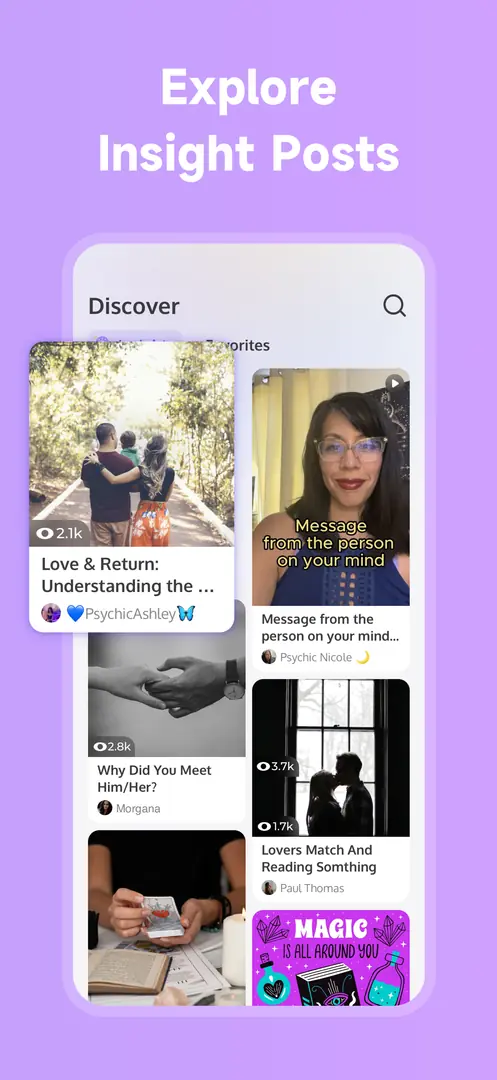 Explore
Insight Posts
Discover
2.1k
Love & Return:
Understanding the ...
💙PsychicAshley🦋
2.8k
Why Did You Meet
Him/Her?
Morgana
Message
from the person
on your mind
Message from the
person on your mind...
Psychic Nicole 🌙
3.7k
1.7k
Lovers Match And
Reading Somthing
Paul Thomas
MAGIC
IS ALL AROUND YOU